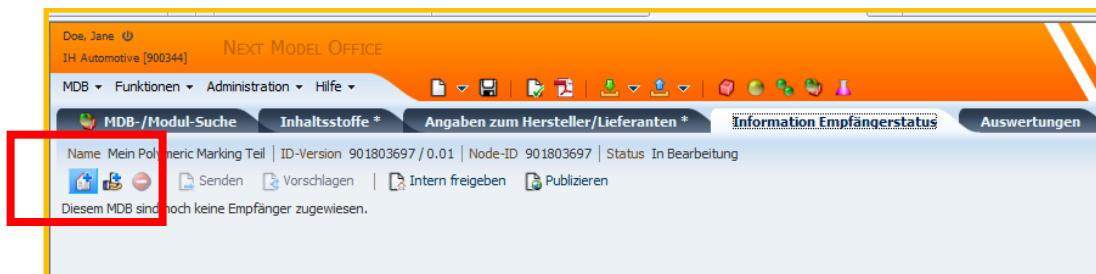 Doe, Jane
IH Automotive [900344]
NEXT MODEL OFFICE
MDB Funktionen Administration Hilfe
MDB-/Modul-Suche Inhaltsstoffe * Angaben zum Hersteller/Lieferanten * Information Empfängerstatus Auswertungen
Name Mein Polymeric Marking Teil | ID-Version 901803697 / 0.01 | Node-ID 901803697 | Status In Bearbeitung
Senden Vorschlagen | Intern freigeben Publizieren
Diesem MDB sind noch keine Empfänger zugewiesen.